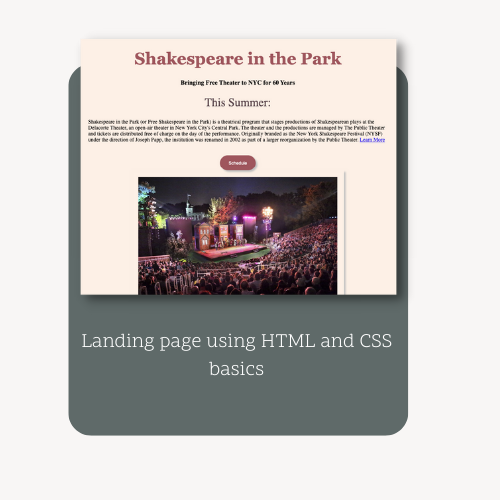 Shakespeare in the Park
Bringing Free Theater to NYC for 60 Years
This Summer:
Shakespeare in the Park (or Free Shakespeare in the Park) is a theatrical program that stages productions of Shakespearean plays at the
Delacorte Theater, an open-air theater in New York City's Central Park. The theater and the productions are managed by The Public Theater
and tickets are distributed free of charge on the day of the performance. Originally branded as the New York Shakespeare Festival (NYSF)
under the direction of Joseph Papp, the institution was renamed in 2002 as part of a larger reorganization by the Public Theater. Learn More
Schedule
Landing page using HTML and CSS
basics